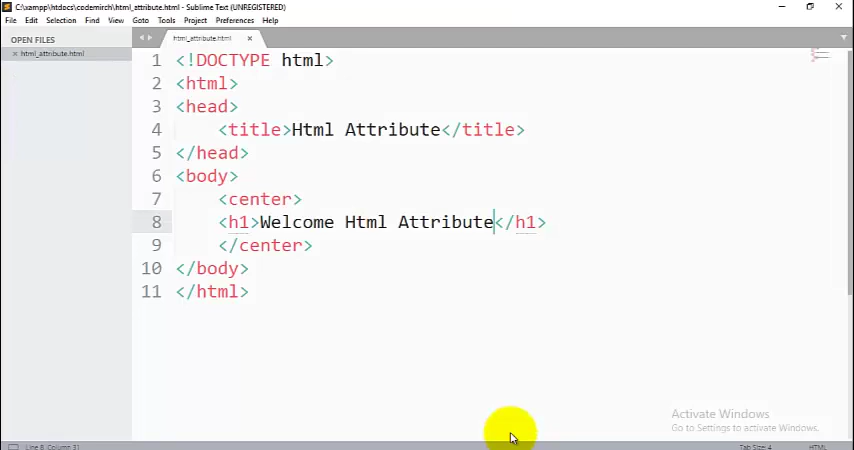 C:\xampp\htdocs\codemirch\html_attribute.html - Sublime Text (UNREGISTERED)
File Edit Selection Find View Goto Tools Project Preferences Help
OPEN FILES
× html_attribute.html
html_attribute.html ×
1 <!DOCTYPE html>
2 <html>
3 <head>
4 <title>Html Attribute</title>
5 </head>
6 <body>
7 <center>
8 <h1>Welcome Html Attribute</h1>
9 </center>
10 </body>
11 </html>
Activate Windows
Go to Settings to activate Windows.
Line 8, Column 31
Tab Size: 4
HTML